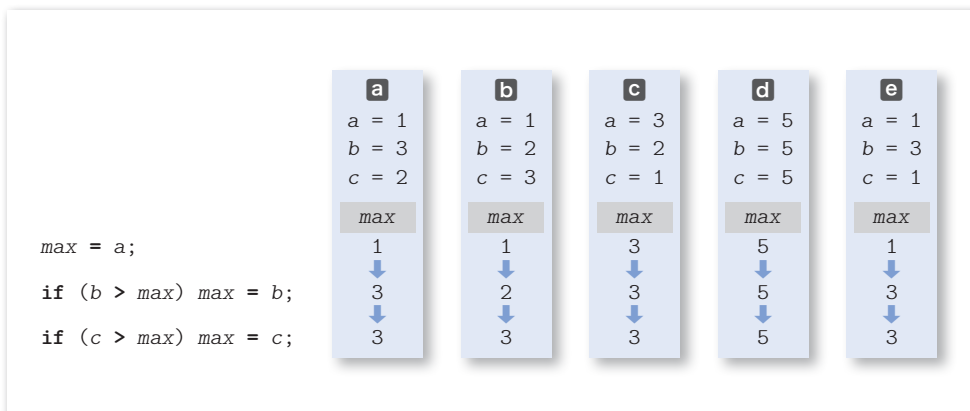 a b c d e
a = 1 a = 1 a = 3 a = 5 a = 1
b = 3 b = 2 b = 2 b = 5 b = 3
c = 2 c = 3 c = 1 c = 5 c = 1
max max max max max
max = a; 1 1 3 5 1
if (b > max) max = b; 3 2 3 5 3
if (c > max) max = c; 3 3 3 5 3